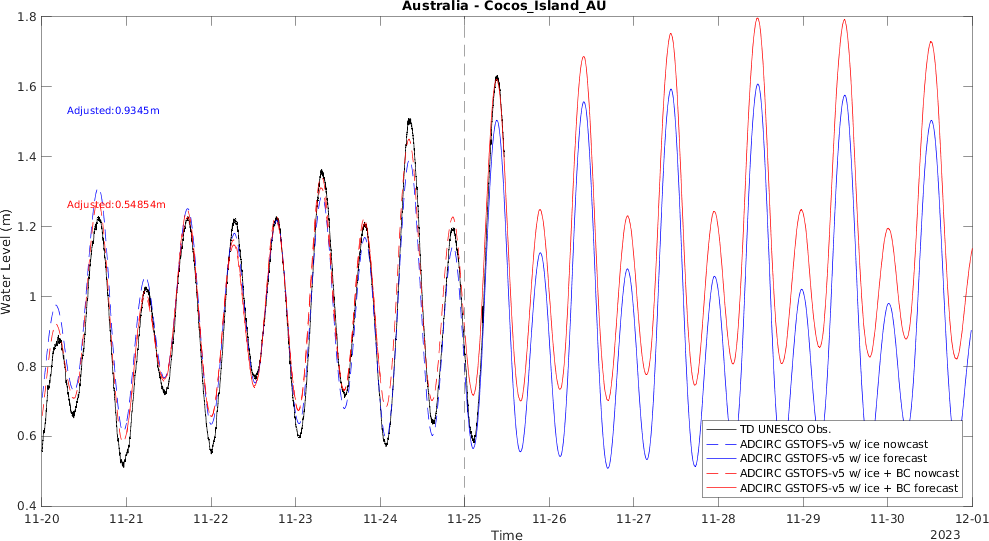 Australia - Cocos_Island_AU
1.8
1.6
1.4
1.2
1
0.8
0.6
0.4
Water Level (m)
Adjusted:0.9345m
Adjusted:0.54854m
TD UNESCO Obs.
ADCIRC GSTOFS-v5 w/ ice nowcast
ADCIRC GSTOFS-v5 w/ ice forecast
ADCIRC GSTOFS-v5 w/ ice + BC nowcast
ADCIRC GSTOFS-v5 w/ ice + BC forecast
11-20 11-21 11-22 11-23 11-24 11-25 11-26 11-27 11-28 11-29 11-30 12-01
Time
2023